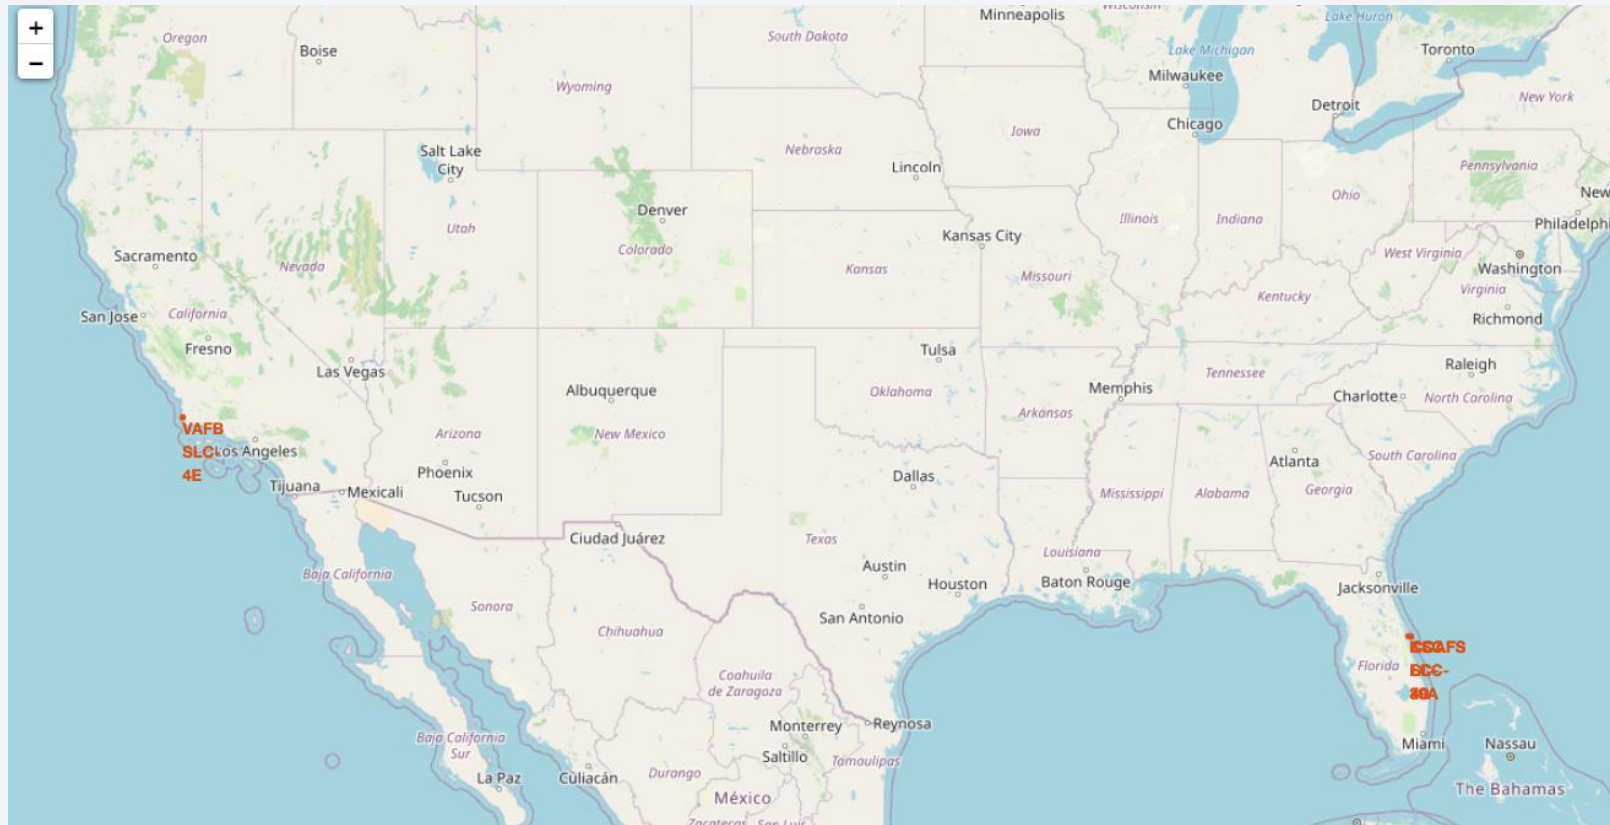 +
−
Oregon
Boise
South Dakota
Minneapolis
Wisconsin
Lake Huron
Toronto
Lake Michigan
Milwaukee
Wyoming
Detroit
New York
Chicago
Iowa
Salt Lake
City
Nebraska
Lincoln
Pennsylvania
New
Ohio
Denver
Utah
Colorado
Illinois
Indiana
Philadelph
Kansas City
Sacramento
Nevada
Kansas
Missouri
West Virginia
Washington
Kentucky
Virginia
San Jose
California
Richmond
Fresno
Las Vegas
Tulsa
Raleigh
Tennessee
Albuquerque
Oklahoma
Memphis
Charlotte
North Carolina
Arkansas
VAFB
SLC-
4E
Los Angeles
Arizona
New Mexico
South Carolina
Atlanta
Phoenix
Dallas
Tijuana
Mexicali
Tucson
Mississippi
Alabama
Georgia
Ciudad Juárez
Texas
Louisiana
Austin
Baja California
Houston
Baton Rouge
Jacksonville
Sonora
San Antonio
Chihuahua
Florida
Coahuila
de Zaragoza
Monterrey
Reynosa
Baja California
Sur
Saltillo
Tamaulipas
Miami
Nassau
La Paz
Culiacán
Durango
México
The Bahamas
Zacatecas
San Luis